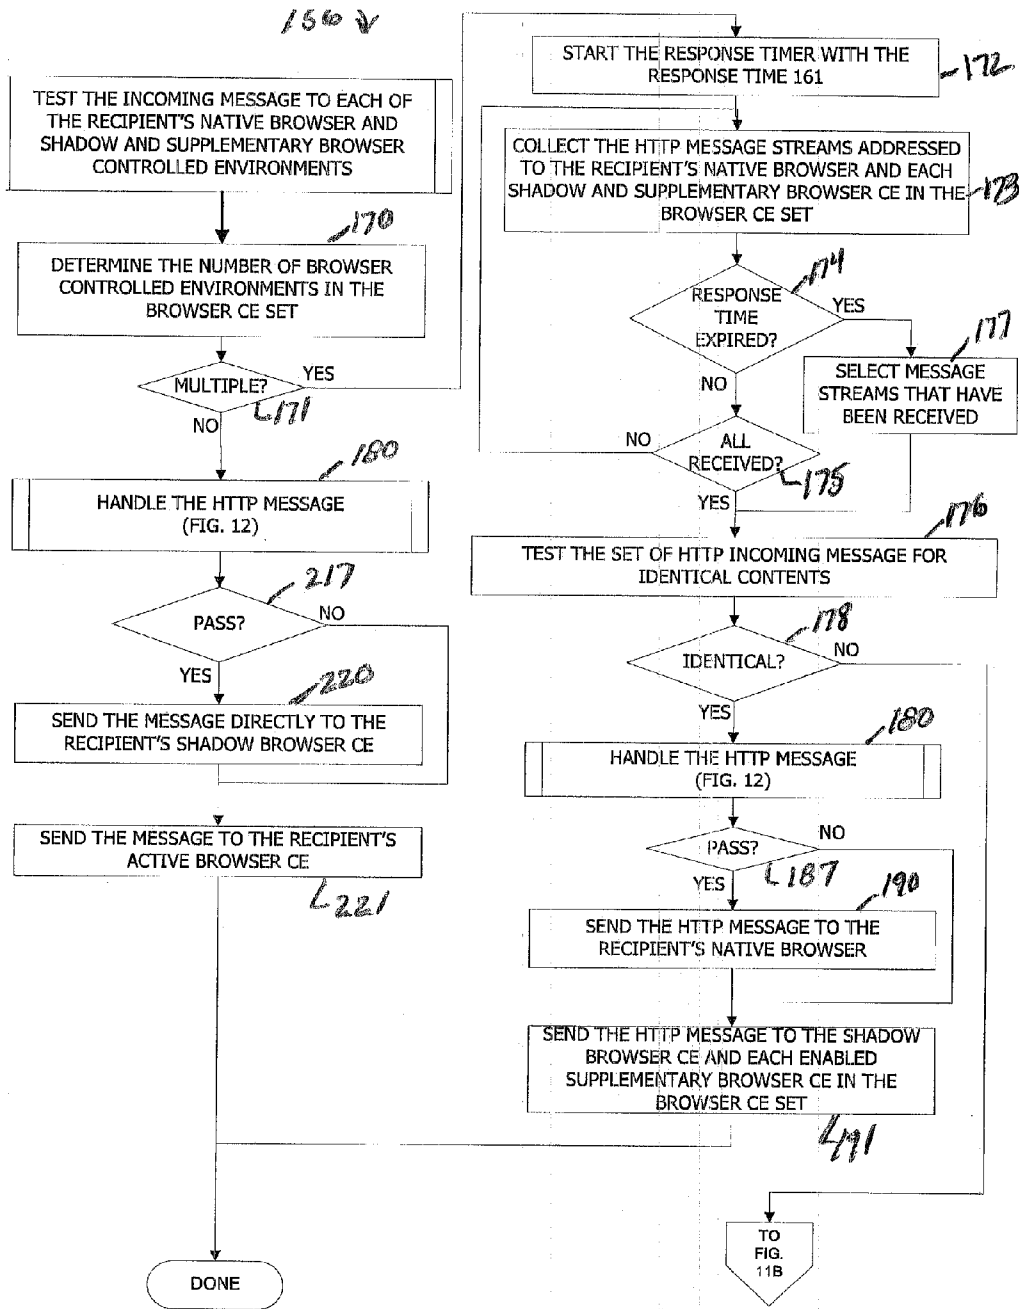 156
TEST THE INCOMING MESSAGE TO EACH OF
THE RECIPIENT'S NATIVE BROWSER AND
SHADOW AND SUPPLEMENTARY BROWSER
CONTROLLED ENVIRONMENTS
170
DETERMINE THE NUMBER OF BROWSER
CONTROLLED ENVIRONMENTS IN THE
BROWSER CE SET
MULTIPLE?
YES
171
NO
180
HANDLE THE HTTP MESSAGE
(FIG. 12)
217
PASS?
NO
YES
220
SEND THE MESSAGE DIRECTLY TO THE
RECIPIENT'S SHADOW BROWSER CE
SEND THE MESSAGE TO THE RECIPIENT'S
ACTIVE BROWSER CE
221
DONE
START THE RESPONSE TIMER WITH THE
RESPONSE TIME 161
172
COLLECT THE HTTP MESSAGE STREAMS ADDRESSED
TO THE RECIPIENT'S NATIVE BROWSER AND EACH
SHADOW AND SUPPLEMENTARY BROWSER CE IN THE
BROWSER CE SET
173
174
RESPONSE
TIME
EXPIRED?
YES
NO
177
SELECT MESSAGE
STREAMS THAT HAVE
BEEN RECEIVED
ALL
RECEIVED?
NO
175
YES
176
TEST THE SET OF HTTP INCOMING MESSAGE FOR
IDENTICAL CONTENTS
178
IDENTICAL?
NO
YES
180
HANDLE THE HTTP MESSAGE
(FIG. 12)
PASS?
NO
187
YES
190
SEND THE HTTP MESSAGE TO THE
RECIPIENT'S NATIVE BROWSER
SEND THE HTTP MESSAGE TO THE SHADOW
BROWSER CE AND EACH ENABLED
SUPPLEMENTARY BROWSER CE IN THE
BROWSER CE SET
191
TO
FIG.
11B